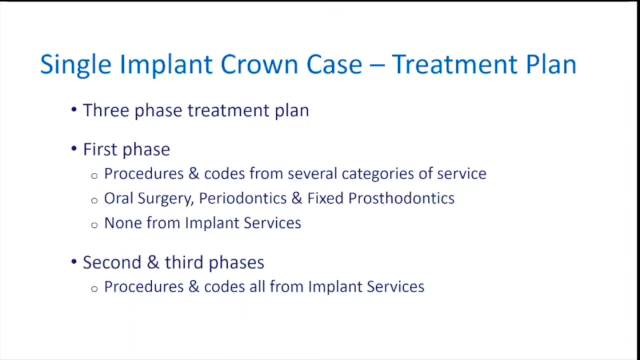 Single Implant Crown Case – Treatment Plan
• Three phase treatment plan
• First phase
o Procedures & codes from several categories of service
o Oral Surgery, Periodontics & Fixed Prosthodontics
o None from Implant Services
• Second & third phases
o Procedures & codes all from Implant Services